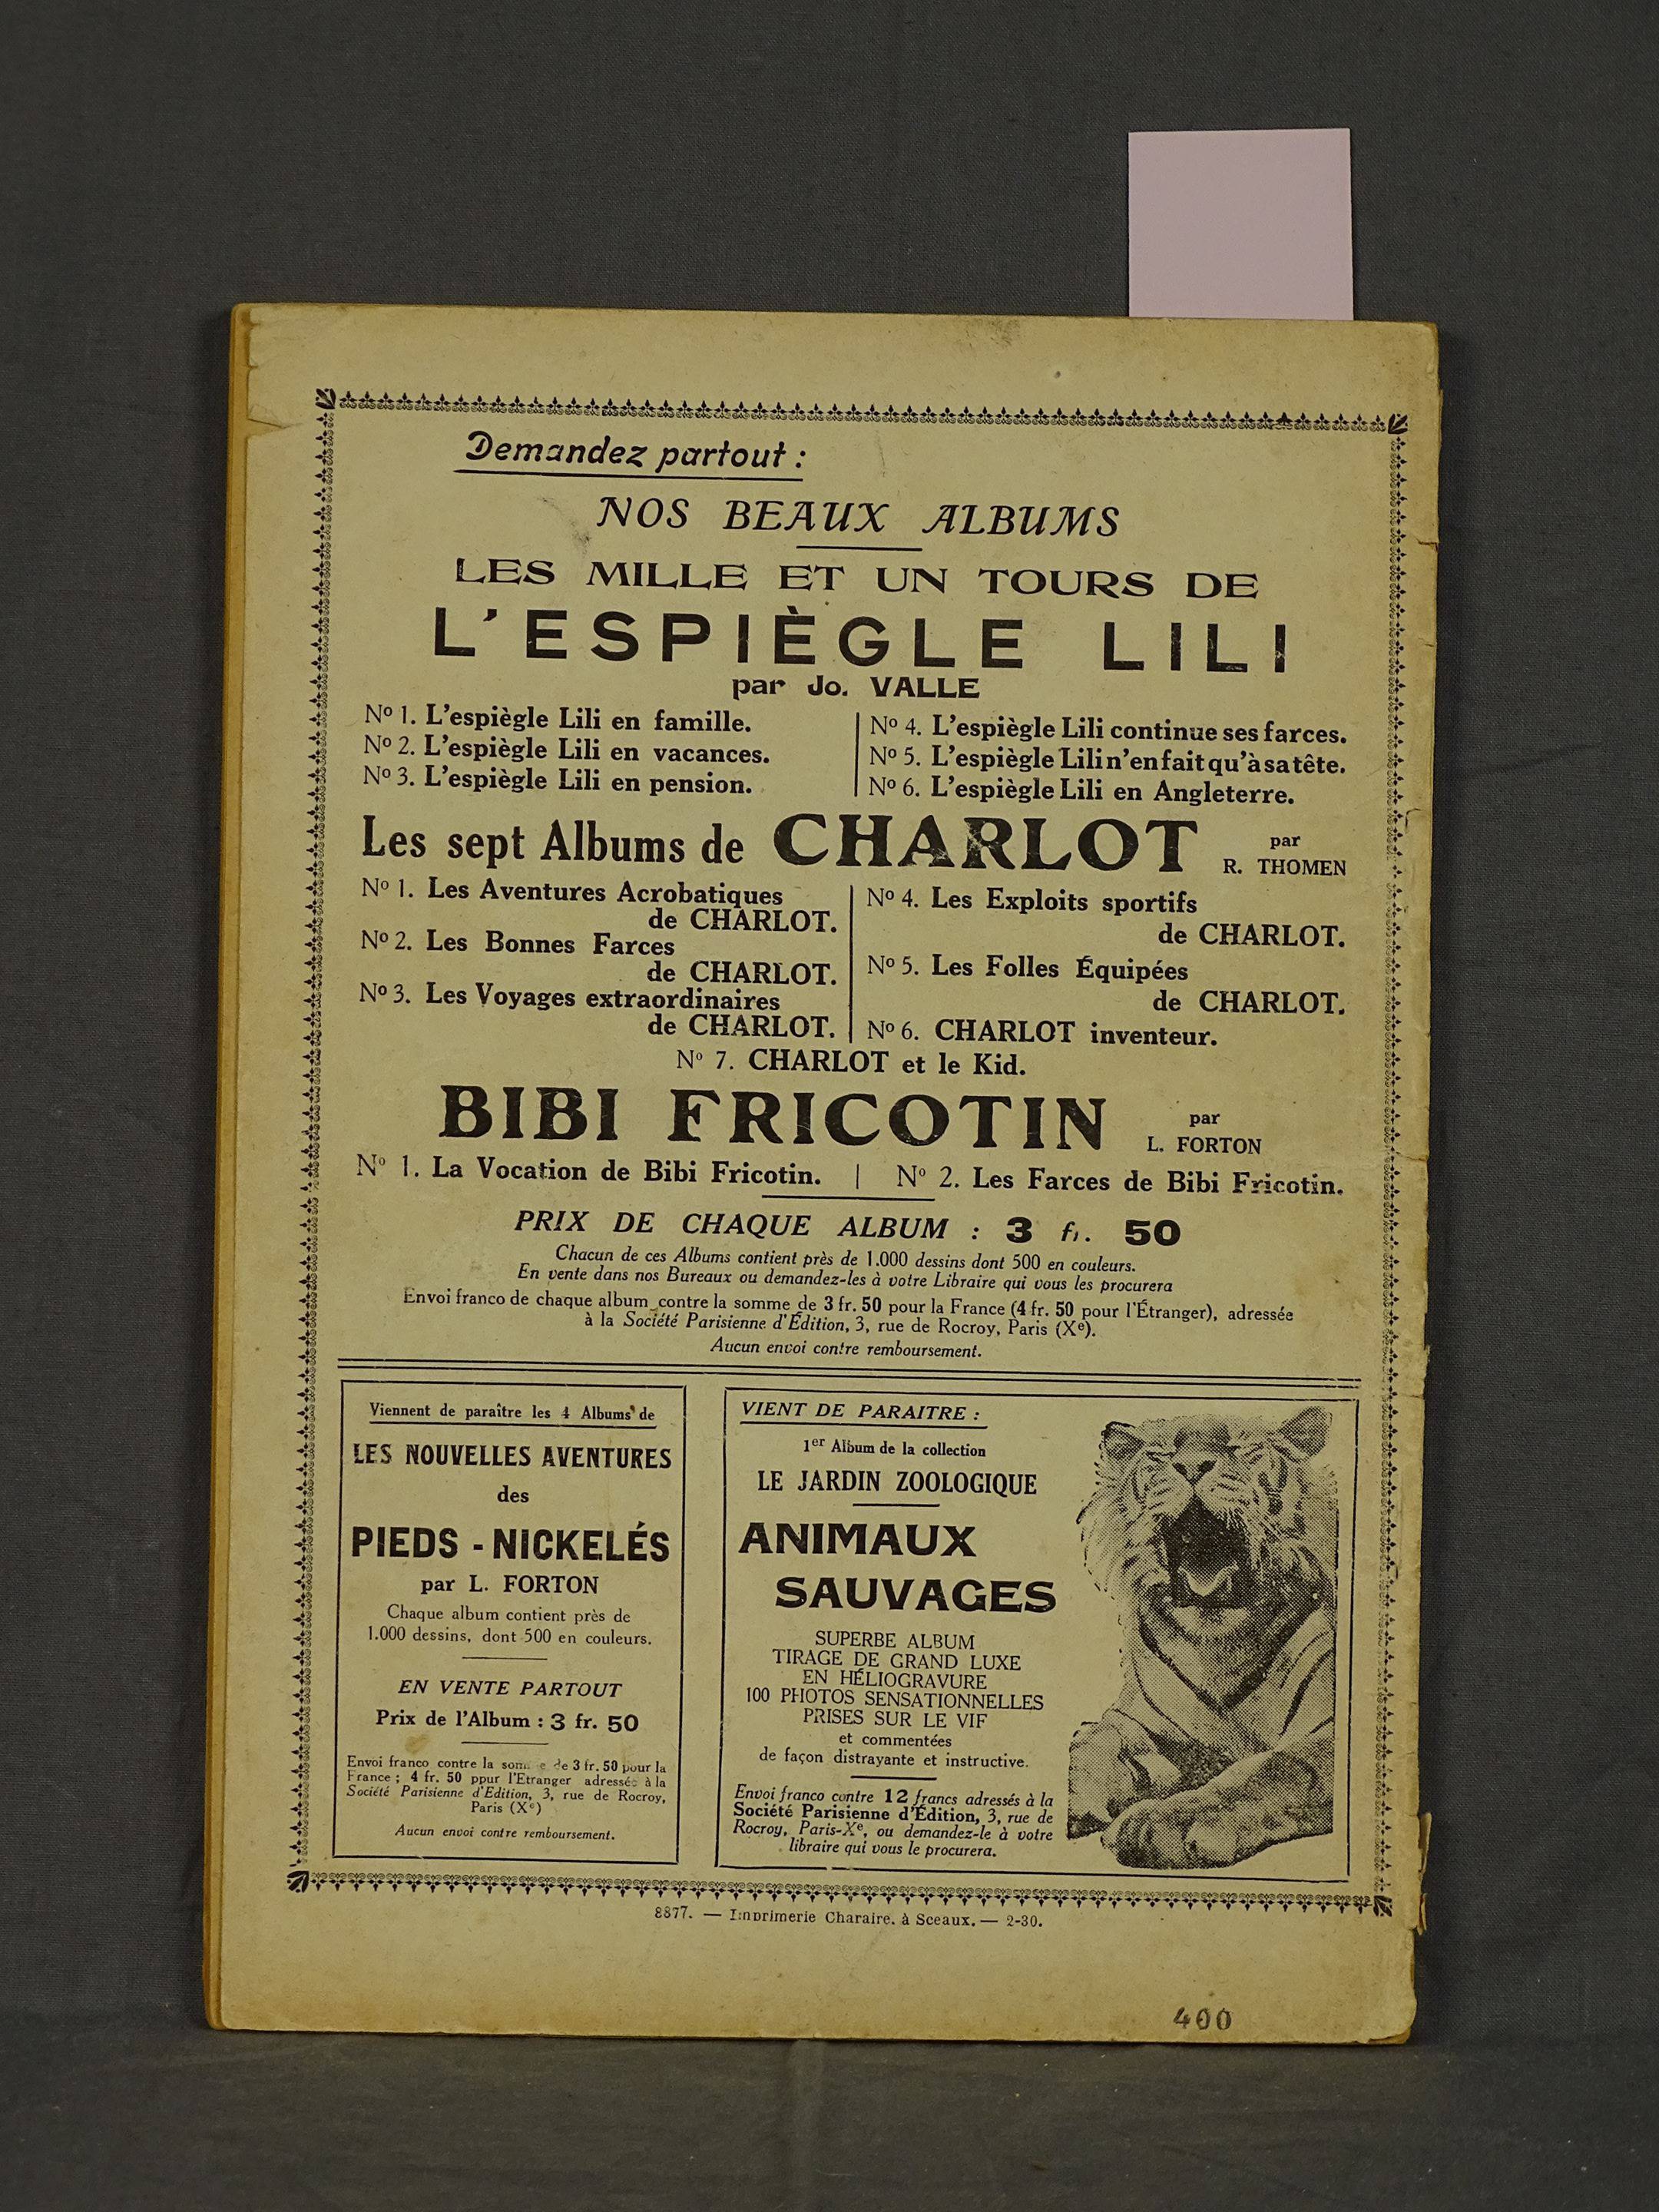 Demandez partout :
NOS BEAUX ALBUMS
LES MILLE ET UN TOURS DE
L'ESPIÈGLE LILI
par Jo. VALLE
Nº 1. L'espiègle Lili en famille.
Nº 2. L'espiègle Lili en vacances.
Nº 3. L'espiègle Lili en pension.
Nº 4. L'espiègle Lili continue ses farces.
Nº 5. L'espiègle Lili n'en fait qu'à sa tête.
Nº 6. L'espiègle Lili en Angleterre.
Les sept Albums de CHARLOT par
R. THOMEN
Nº 1. Les Aventures Acrobatiques
de CHARLOT.
Nº 2. Les Bonnes Farces
de CHARLOT.
Nº 3. Les Voyages extraordinaires
de CHARLOT.
Nº 4. Les Exploits sportifs
de CHARLOT.
Nº 5. Les Folles Équipées
de CHARLOT.
Nº 6. CHARLOT inventeur.
Nº 7. CHARLOT et le Kid.
BIBI FRICOTIN par
L. FORTON
Nº 1. La Vocation de Bibi Fricotin. | Nº 2. Les Farces de Bibi Fricotin.
PRIX DE CHAQUE ALBUM : 3 fr. 50
Chacun de ces Albums contient près de 1.000 dessins dont 500 en couleurs.
En vente dans nos Bureaux ou demandez-les à votre Libraire qui vous les procurera
Envoi franco de chaque album contre la somme de 3 fr. 50 pour la France (4 fr. 50 pour l'Étranger), adressée
à la Société Parisienne d'Édition, 3, rue de Rocroy, Paris (Xe).
Aucun envoi contre remboursement.
Viennent de paraître les 4 Albums de
LES NOUVELLES AVENTURES
des
PIEDS - NICKELÉS
par L. FORTON
Chaque album contient près de
1.000 dessins, dont 500 en couleurs.
EN VENTE PARTOUT
Prix de l'Album : 3 fr. 50
Envoi franco contre la somme de 3 fr. 50 pour la
France ; 4 fr. 50 ppur l'Etranger adressée à la
Société Parisienne d'Edition, 3, rue de Rocroy,
Paris (Xe)
Aucun envoi contre remboursement.
VIENT DE PARAITRE :
1er Album de la collection
LE JARDIN ZOOLOGIQUE
ANIMAUX
SAUVAGES
SUPERBE ALBUM
TIRAGE DE GRAND LUXE
EN HÉLIOGRAVURE
100 PHOTOS SENSATIONNELLES
PRISES SUR LE VIF
et commentées
de façon distrayante et instructive.
Envoi franco contre 12 francs adressés à la
Société Parisienne d'Édition, 3, rue de
Rocroy, Paris-Xe, ou demandez-le à votre
libraire qui vous le procurera.
8877. — Imprimerie Charaire, à Sceaux. — 2-30.
400